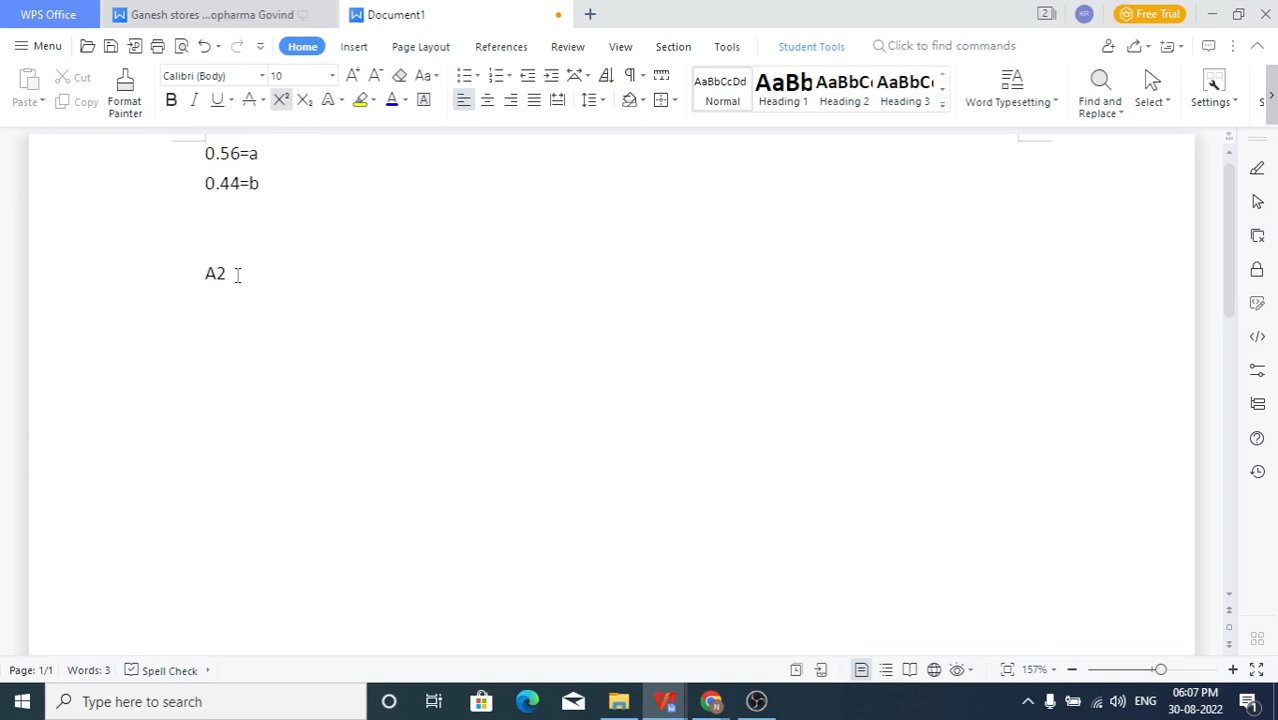 WPS Office
Ganesh stores ...opharma Govind
Document1
2
KR
Free Trial
Menu
Home
Insert
Page Layout
References
Review
View
Section
Tools
Student Tools
Click to find commands
Paste
Cut
Copy
Format Painter
Calibri (Body)
10
AaBbCcDd
Normal
AaBb
Heading 1
AaBbC
Heading 2
AaBbC
Heading 3
Word Typesetting
Find and Replace
Select
Settings
0.56=a
0.44=b
A2
Page: 1/1
Words: 3
Spell Check
157%
Type here to search
ENG
06:07 PM
30-08-2022
1